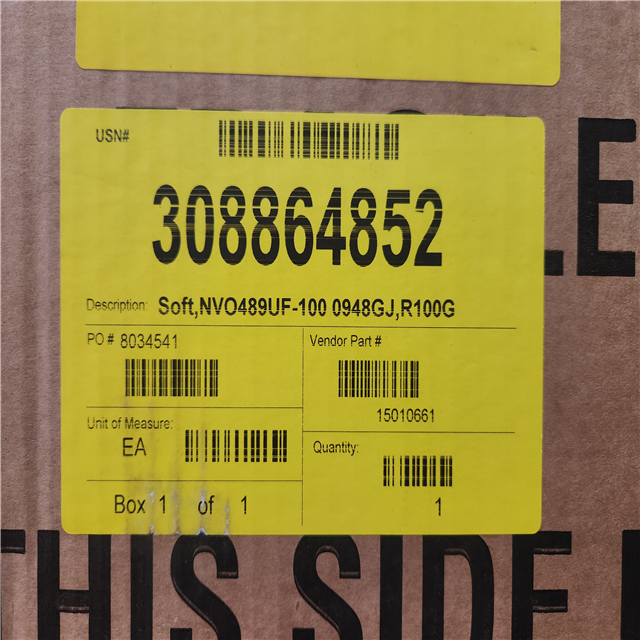 USN#
308864852
Description: Soft,NVO489UF-100 0948GJ,R100G
PO # 8034541
Vendor Part #
15010661
Unit of Measure:
EA
Quantity:
1
Box 1 of 1
THIS SIDE